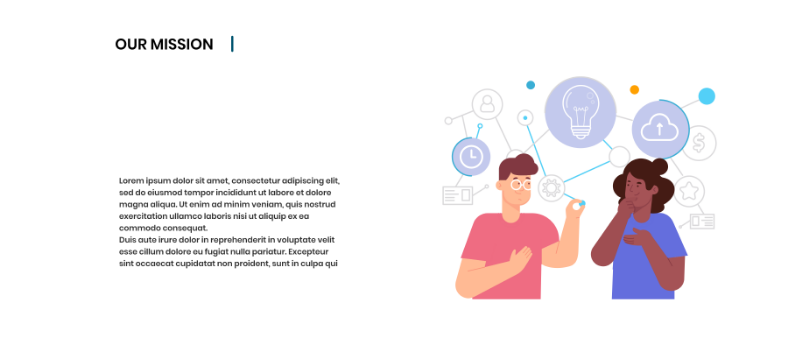 OUR MISSION
Lorem ipsum dolor sit amet, consectetur adipiscing elit,
sed do eiusmod tempor incididunt ut labore et dolore
magna aliqua. Ut enim ad minim veniam, quis nostrud
exercitation ullamco laboris nisi ut aliquip ex ea
commodo consequat.
Duis aute irure dolor in reprehenderit in voluptate velit
esse cillum dolore eu fugiat nulla pariatur. Excepteur
sint occaecat cupidatat non proident, sunt in culpa qui
$